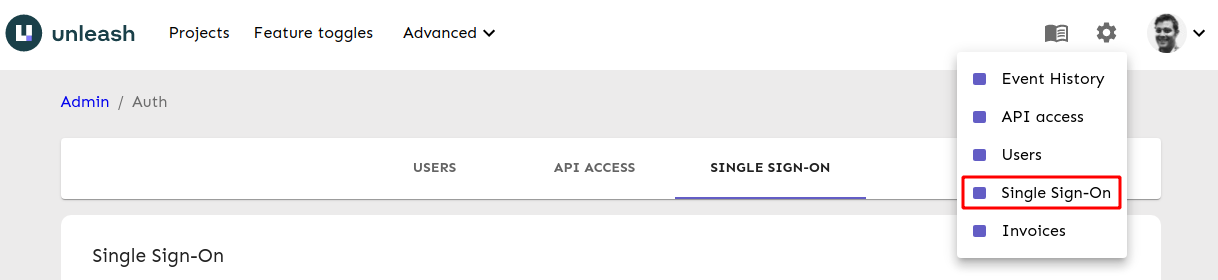 unleash Projects Feature toggles Advanced
Event History
API access
Users
Single Sign-On
Invoices
Admin / Auth
USERS API ACCESS SINGLE SIGN-ON
Single Sign-On